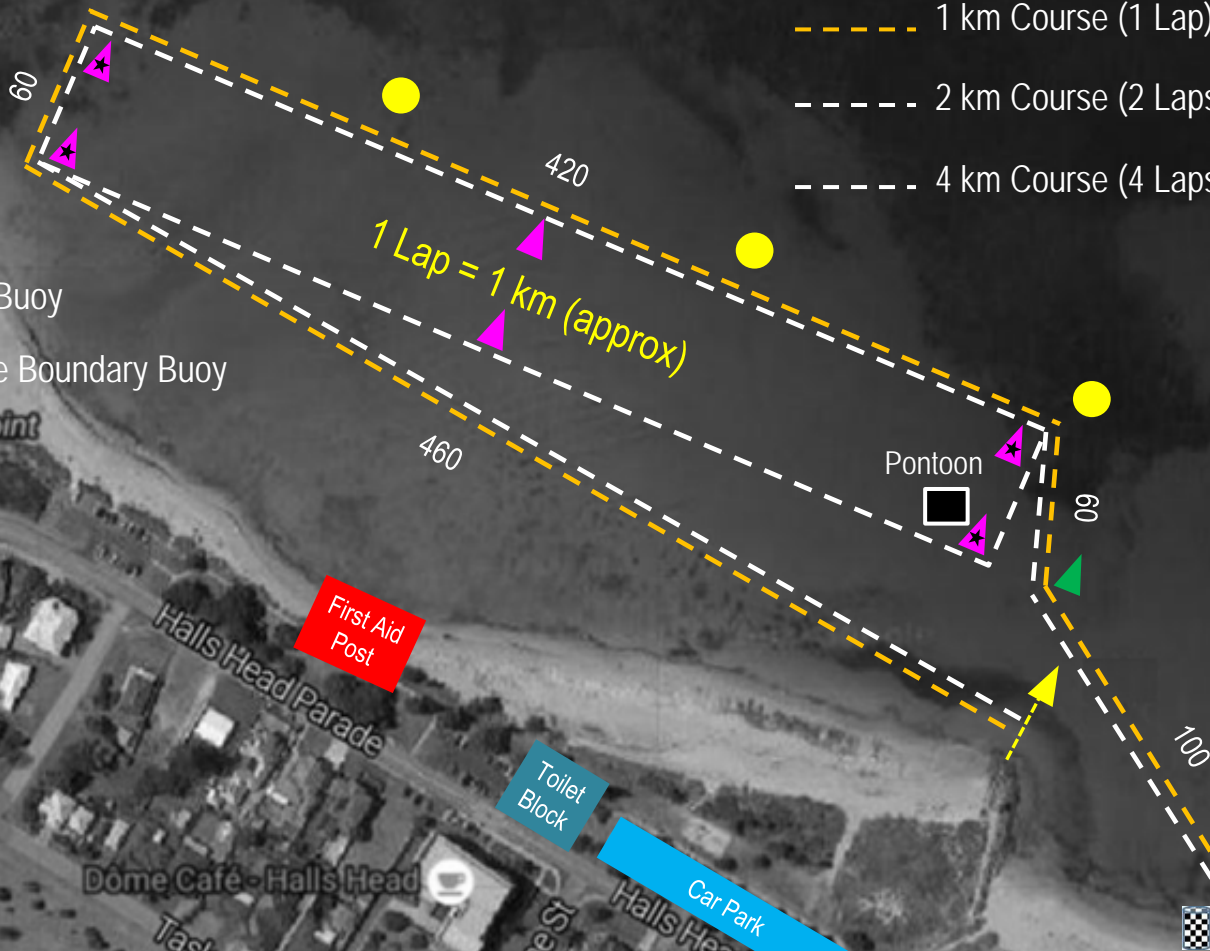 1 km Course (1 Lap)
60
2 km Course (2 Laps
420
4 km Course (4 Laps
1 Lap = 1 km (approx)
Buoy
Boundary Buoy
460
Pontoon
60
First Aid
Post
Halls Head Parade
100
Toilet
Block
Dôme Café - Halls Head
Car Park
Halls